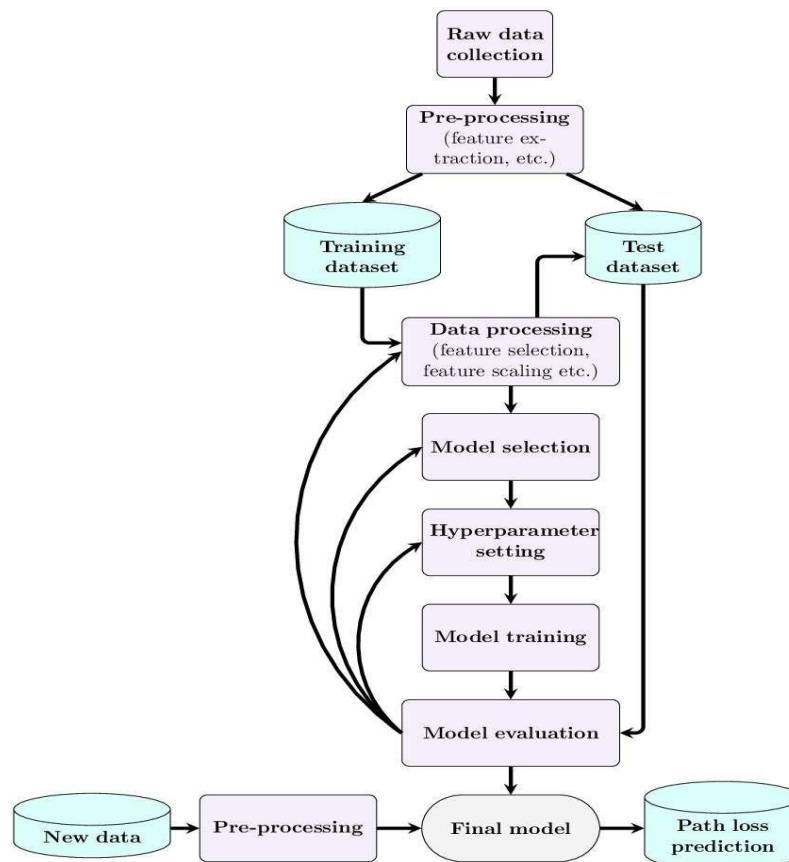 Raw data
collection
Pre-processing
(feature ex-
traction, etc.)
Training
dataset
Test
dataset
Data processing
(feature selection,
feature scaling etc.)
Model selection
Hyperparameter
setting
Model training
Model evaluation
New data
Pre-processing
Final model
Path loss
prediction